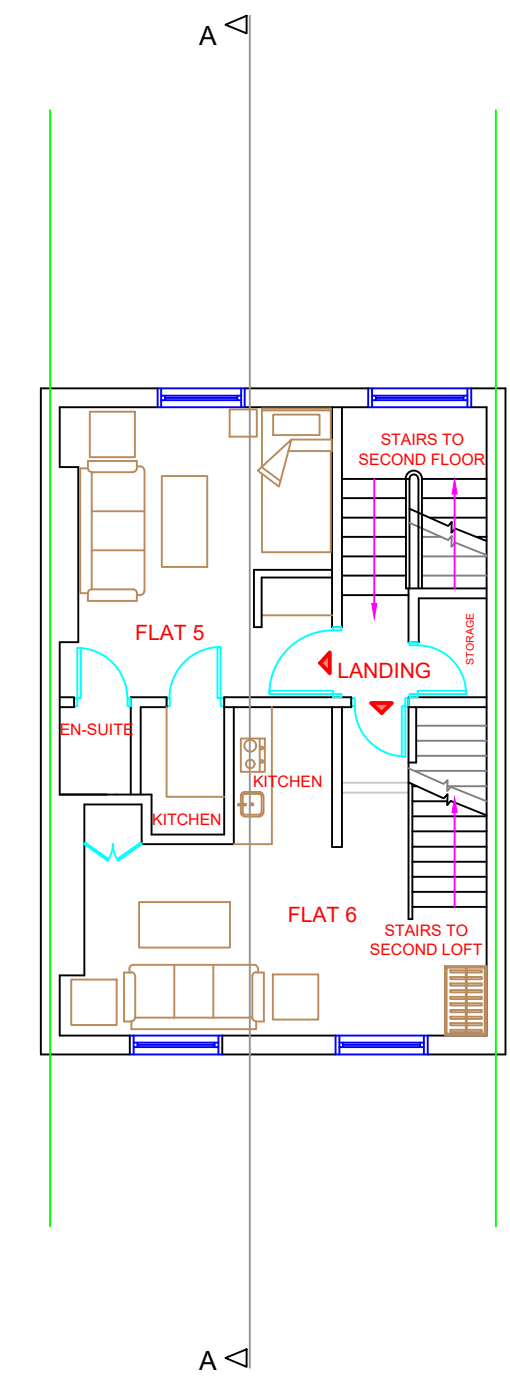 A
STAIRS TO
SECOND FLOOR
FLAT 5
STORAGE
LANDING
EN-SUITE
KITCHEN
KITCHEN
FLAT 6
STAIRS TO
SECOND LOFT
A